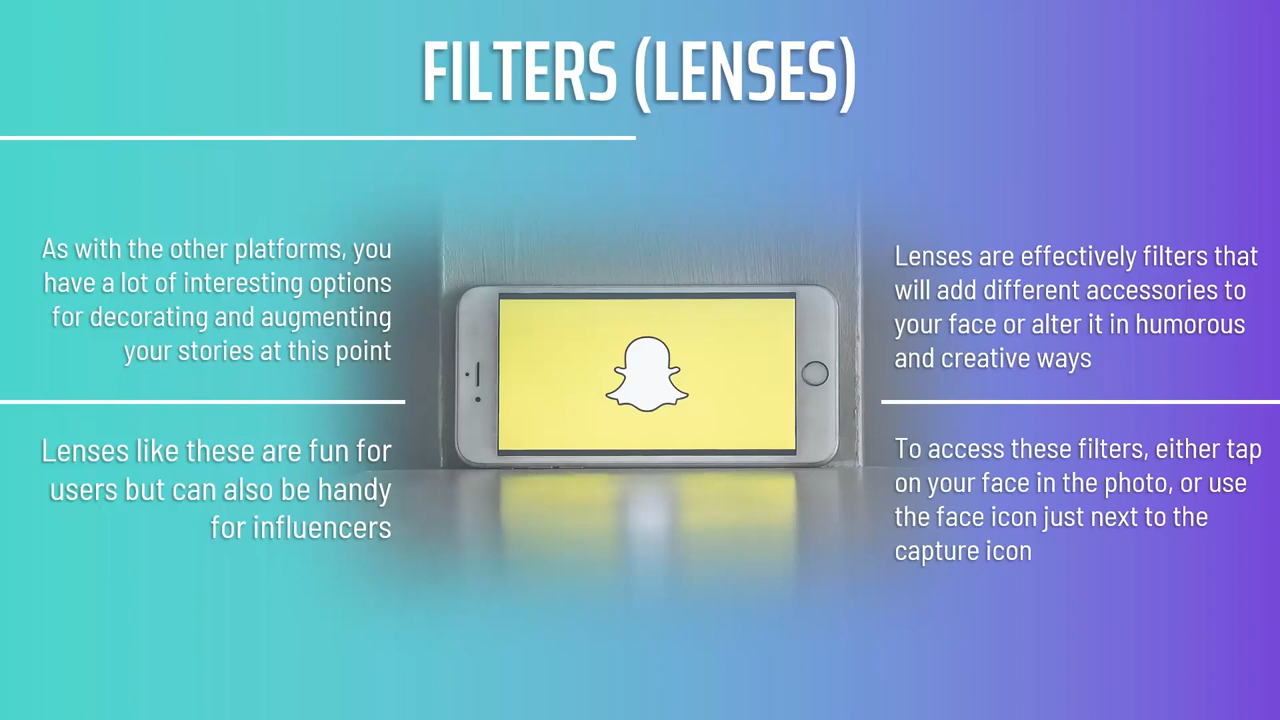 FILTERS (LENSES)
As with the other platforms, you
have a lot of interesting options
for decorating and augmenting
your stories at this point
Lenses like these are fun for
users but can also be handy
for influencers
Lenses are effectively filters that
will add different accessories to
your face or alter it in humorous
and creative ways
To access these filters, either tap
on your face in the photo, or use
the face icon just next to the
capture icon